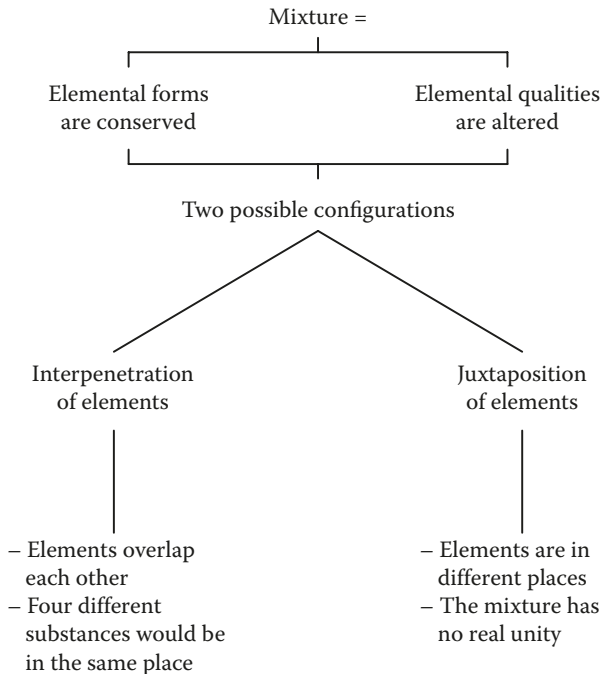 Mixture =
Elemental forms
are conserved
Elemental qualities
are altered
Two possible configurations
Interpenetration
of elements
Juxtaposition
of elements
– Elements overlap
each other
– Four different
substances would be
in the same place
– Elements are in
different places
– The mixture has
no real unity